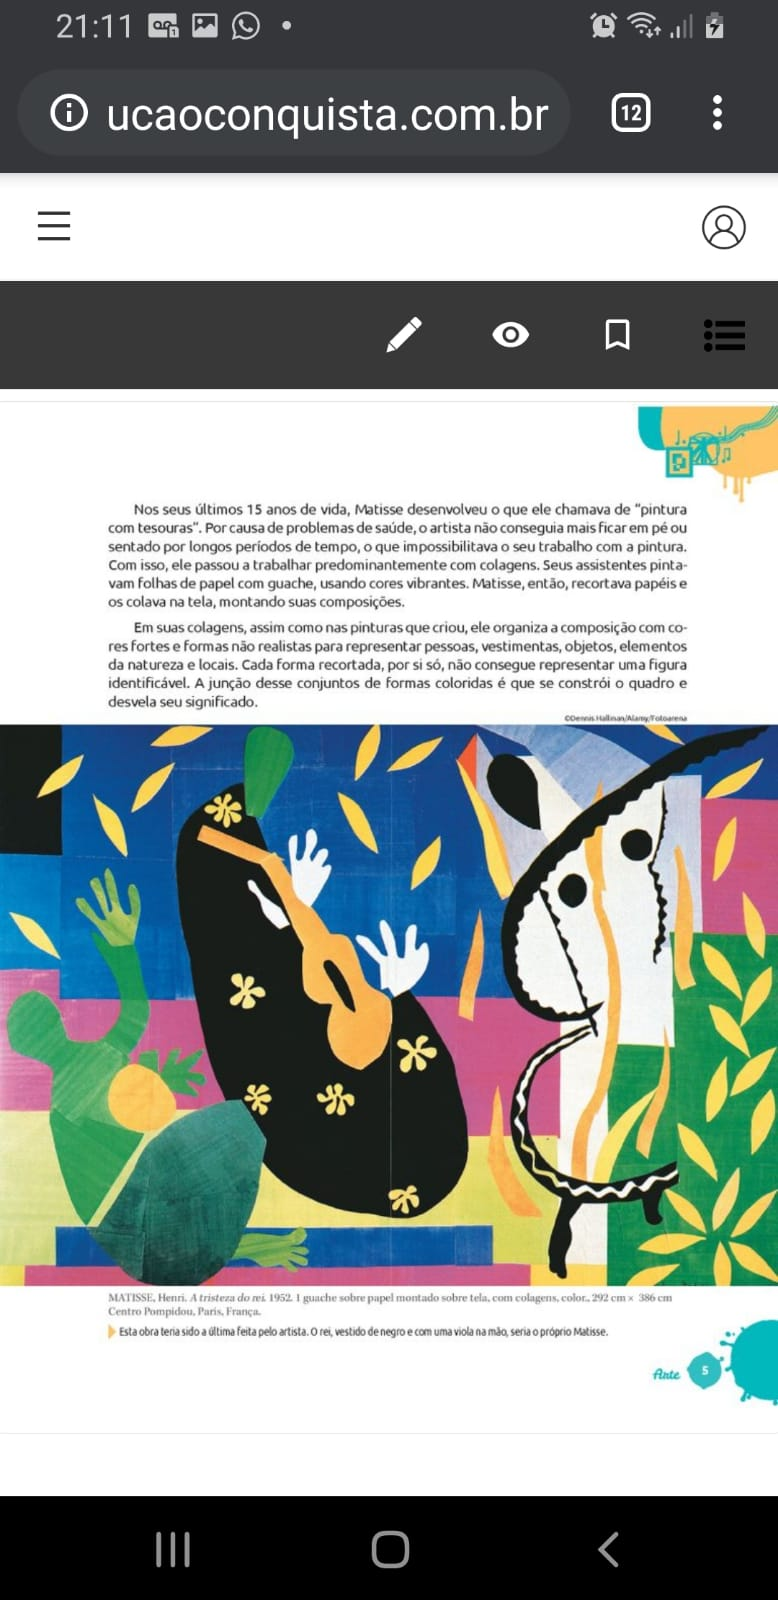 21:11
ucaoconquista.com.br
12
Nos seus últimos 15 anos de vida, Matisse desenvolveu o que ele chamava de "pintura
com tesouras". Por causa de problemas de saúde, o artista não conseguia mais ficar em pé ou
sentado por longos períodos de tempo, o que impossibilitava o seu trabalho com a pintura.
Com isso, ele passou a trabalhar predominantemente com colagens. Seus assistentes pinta-
vam folhas de papel com guache, usando cores vibrantes. Matisse, então, recortava papéis e
os colava na tela, montando suas composições.
Em suas colagens, assim como nas pinturas que criou, ele organiza a composição com co-
res fortes e formas não realistas para representar pessoas, vestimentas, objetos, elementos
da natureza e locais. Cada forma recortada, por si só, não consegue representar uma figura
identificável. A junção desse conjuntos de formas coloridas é que se constrói o quadro e
desvela seu significado.
©Dennis Hallinan/Alamy/Fotoarena
MATISSE, Henri. A tristeza do rei. 1952. 1 guache sobre papel montado sobre tela, com colagens, color., 292 cm × 386 cm
Centro Pompidou, Paris, França.
Esta obra teria sido a última feita pelo artista. O rei, vestido de negro e com uma viola na mão, seria o próprio Matisse.
Arte 5